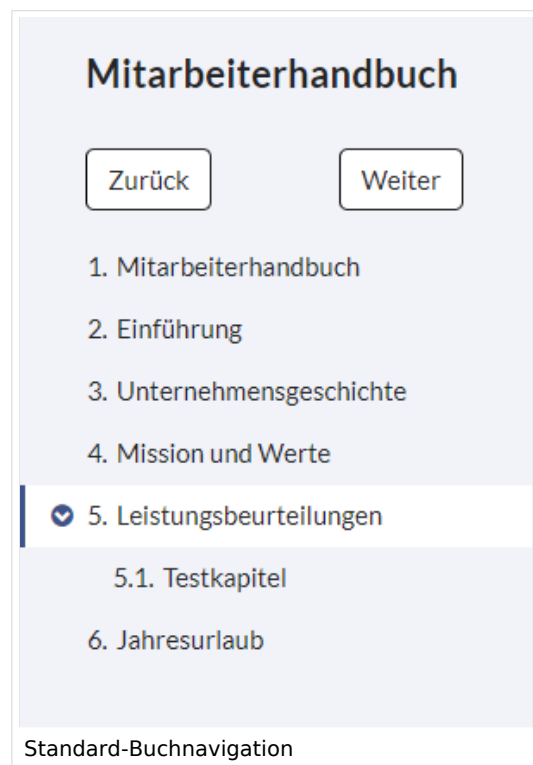 Mitarbeiterhandbuch
Zurück Weiter
1. Mitarbeiterhandbuch
2. Einführung
3. Unternehmensgeschichte
4. Mission und Werte
5. Leistungsbeurteilungen
5.1. Testkapitel
6. Jahresurlaub
Standard-Buchnavigation